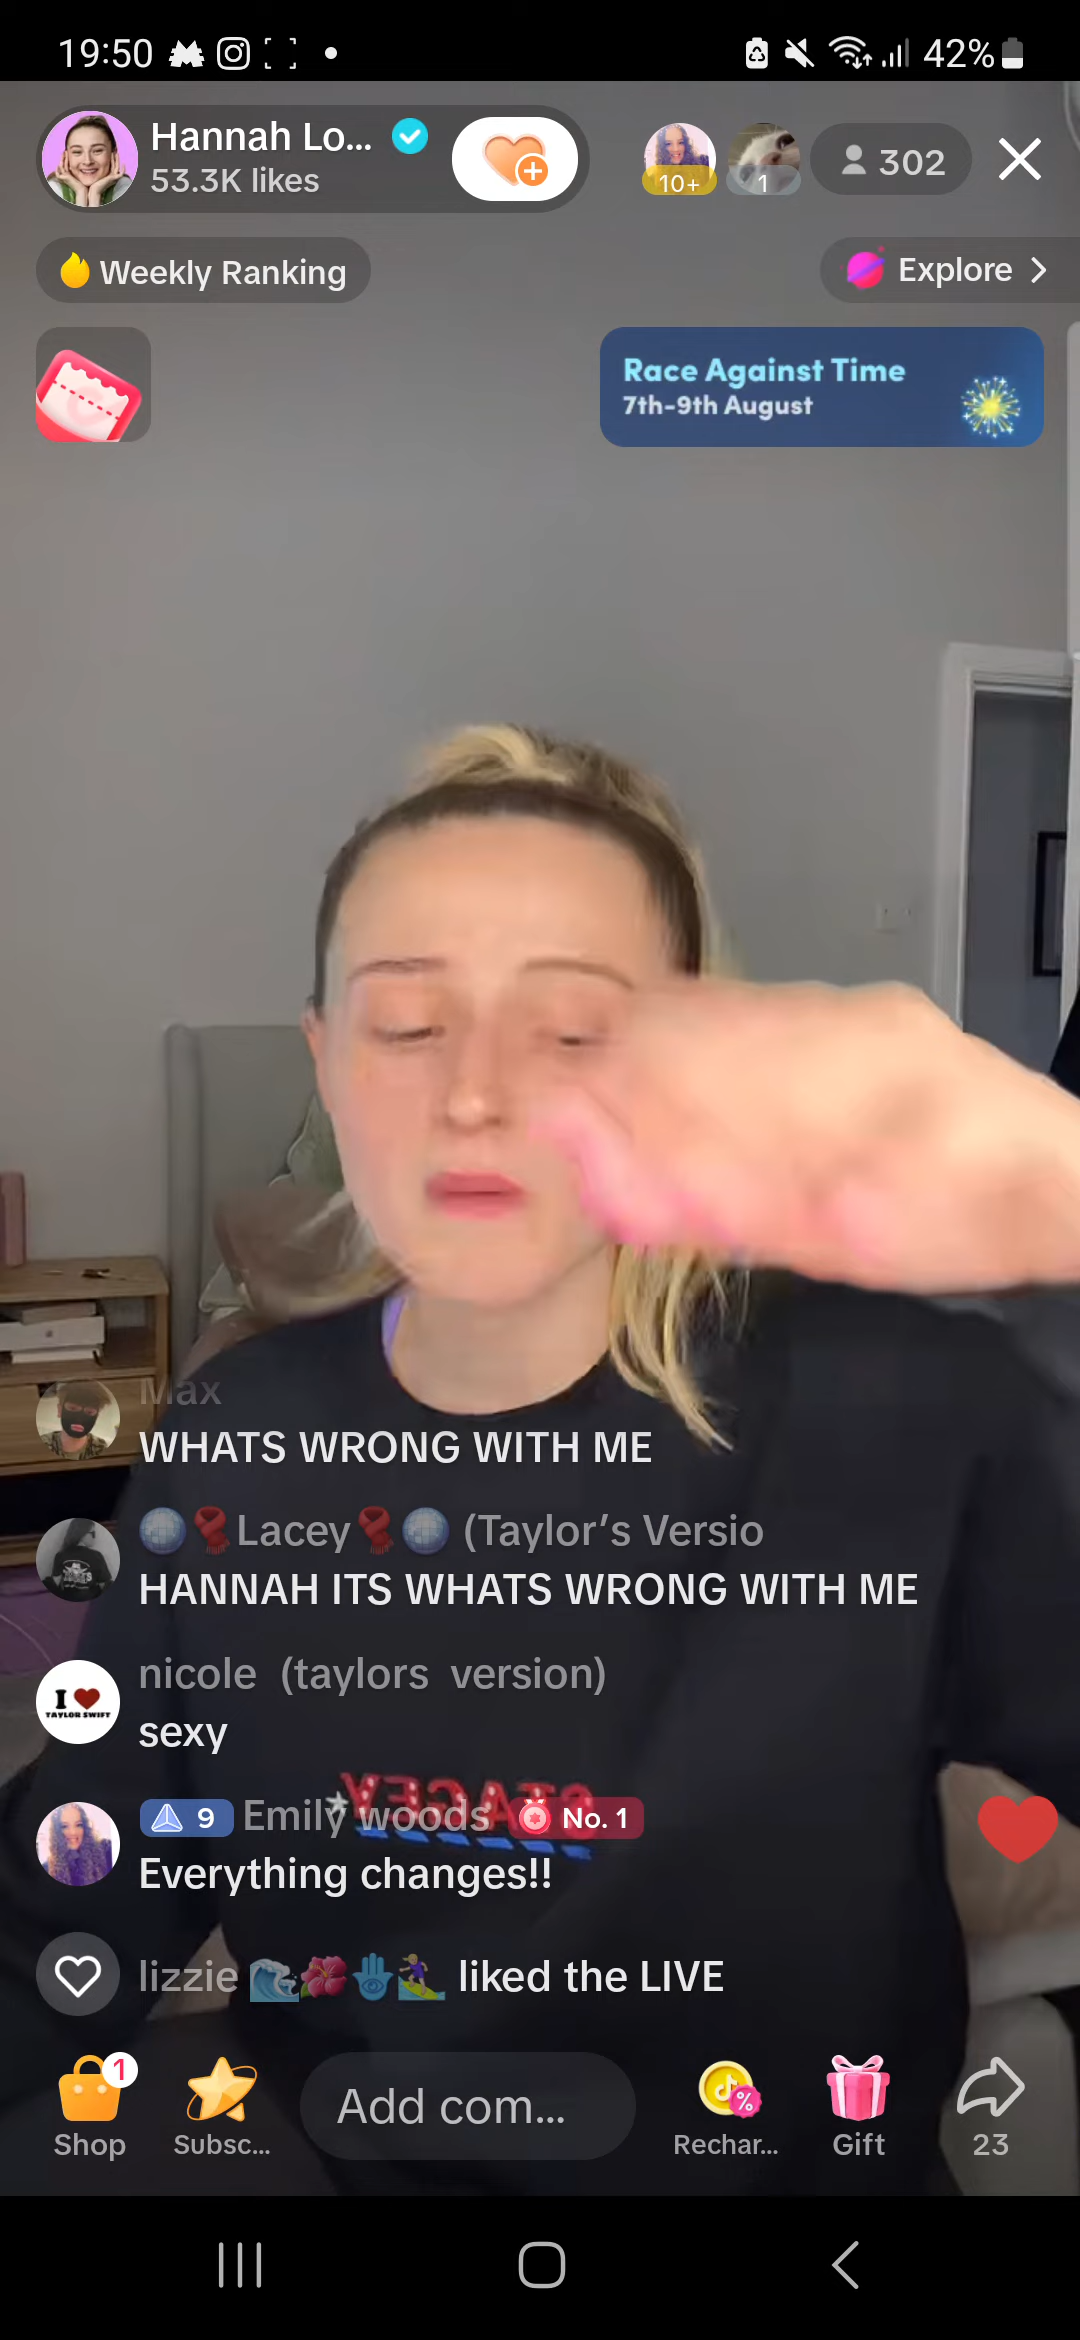 19:50
42%
Hannah Lo...
53.3K likes
10+
1
302
Weekly Ranking
Explore
Race Against Time
7th-9th August
Max
WHATS WRONG WITH ME
Lacey (Taylor's Versio
HANNAH ITS WHATS WRONG WITH ME
I ❤ TAYLOR SWIFT
nicole (taylors version)
sexy
STACEY
9 Emily woods No. 1
Everything changes!!
lizzie 🌊🌺🪬🏄‍♀️ liked the LIVE
1
Shop
Subsc...
Add com...
%
Rechar...
Gift
23